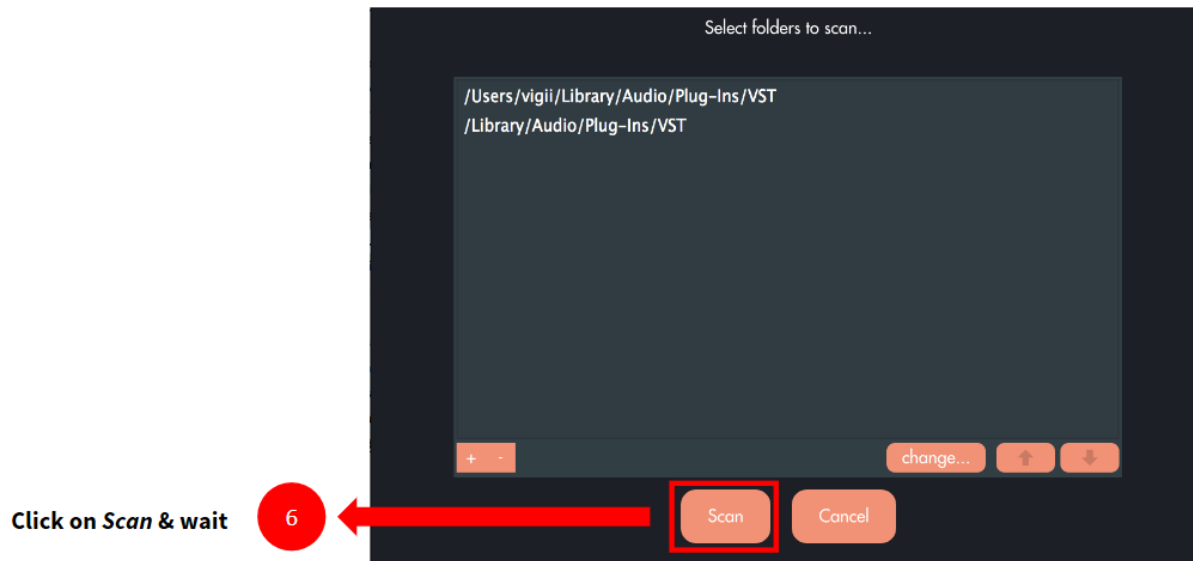 Select folders to scan...
/Users/vigii/Library/Audio/Plug-Ins/VST
/Library/Audio/Plug-Ins/VST
+ -
change...
Scan
Cancel
Click on Scan & wait
6